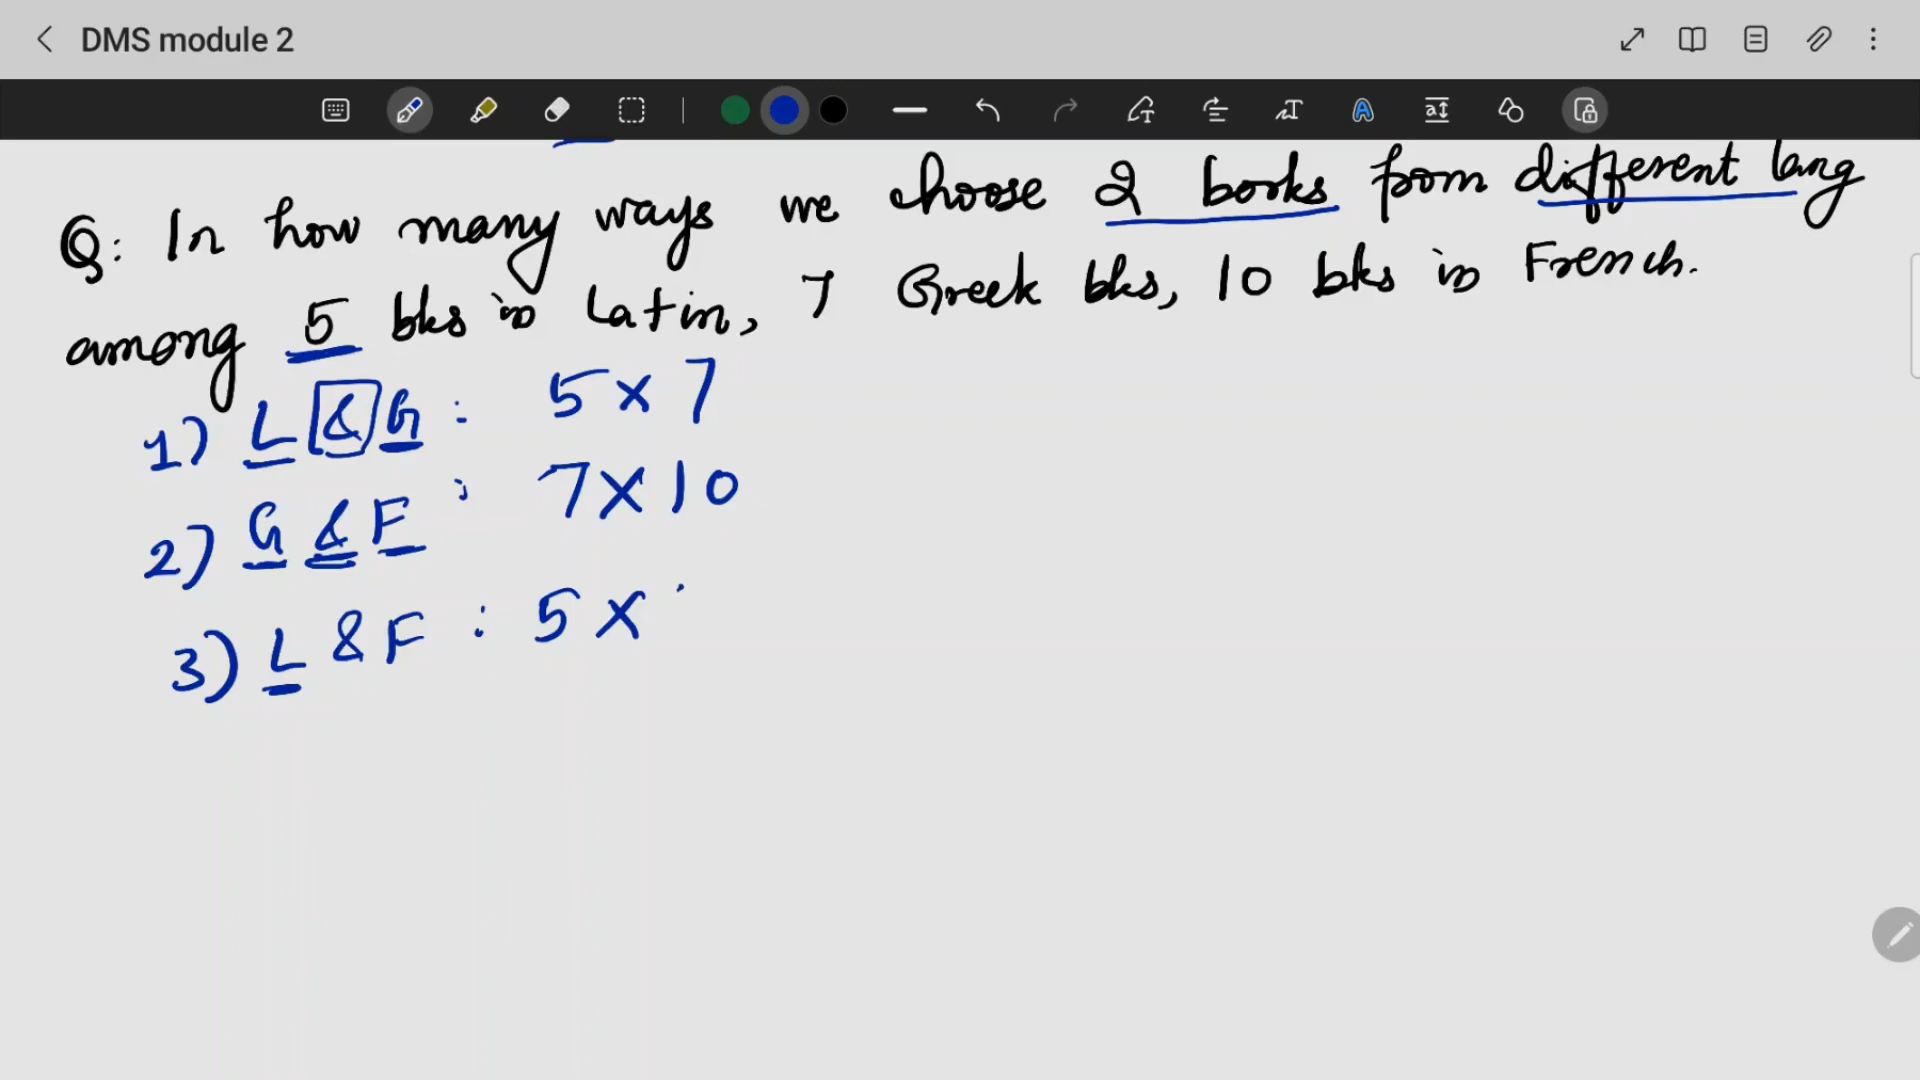 DMS module 2
Q: In how many ways we choose 2 books from different lang
among 5 bks in Latin, 7 Greek bks, 10 bks in French.
1) L & G : 5 x 7
2) G & F : 7 x 10
3) L & F : 5 x